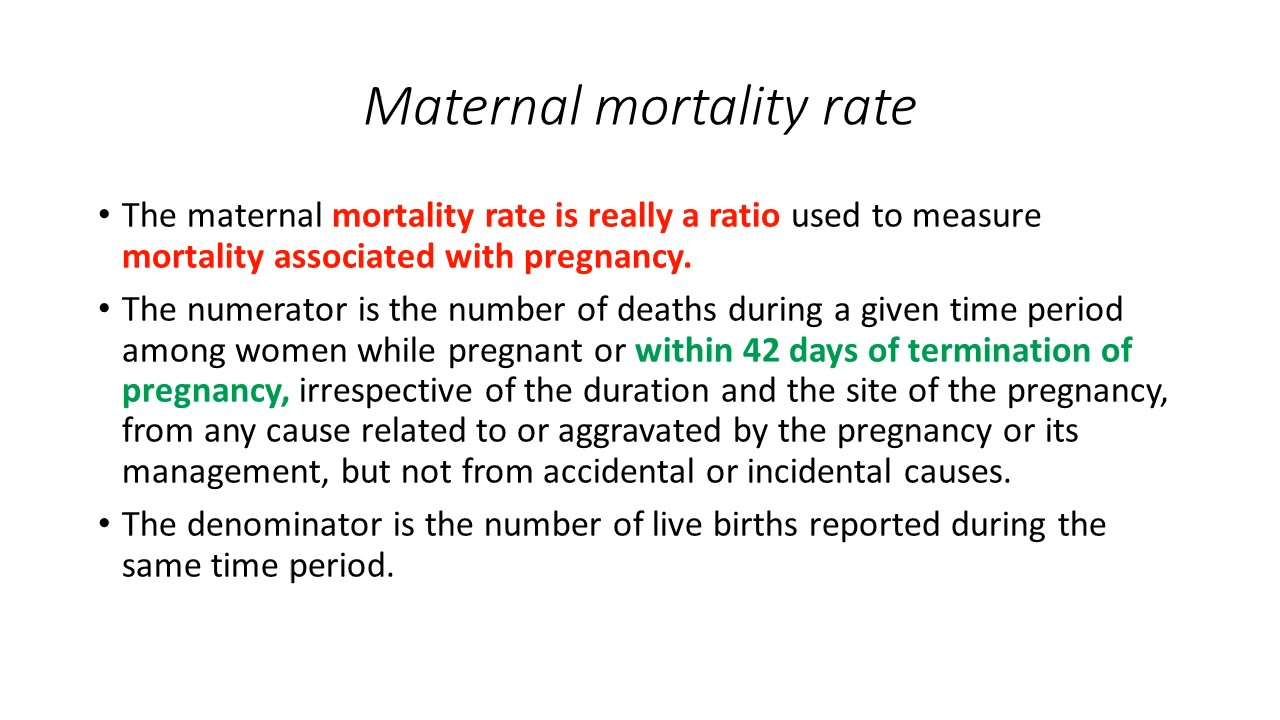 Maternal mortality rate
• The maternal mortality rate is really a ratio used to measure
mortality associated with pregnancy.
• The numerator is the number of deaths during a given time period
among women while pregnant or within 42 days of termination of
pregnancy, irrespective of the duration and the site of the pregnancy,
from any cause related to or aggravated by the pregnancy or its
management, but not from accidental or incidental causes.
• The denominator is the number of live births reported during the
same time period.